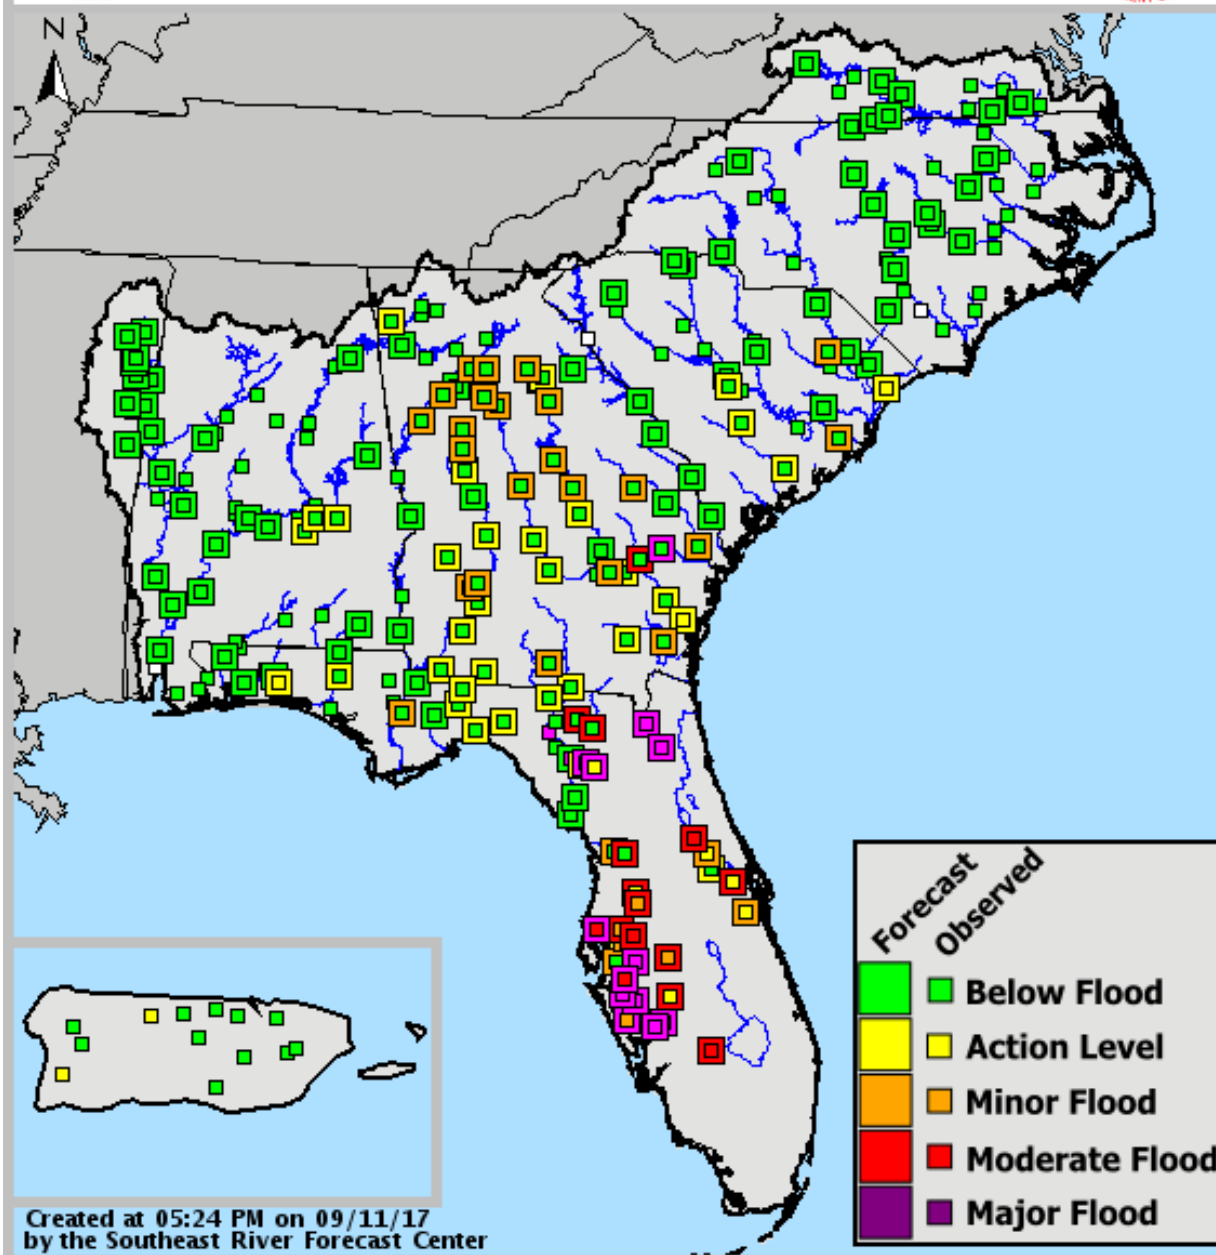 N
Forecast
Observed
Below Flood
Action Level
Minor Flood
Moderate Flood
Major Flood
Created at 05:24 PM on 09/11/17
by the Southeast River Forecast Center